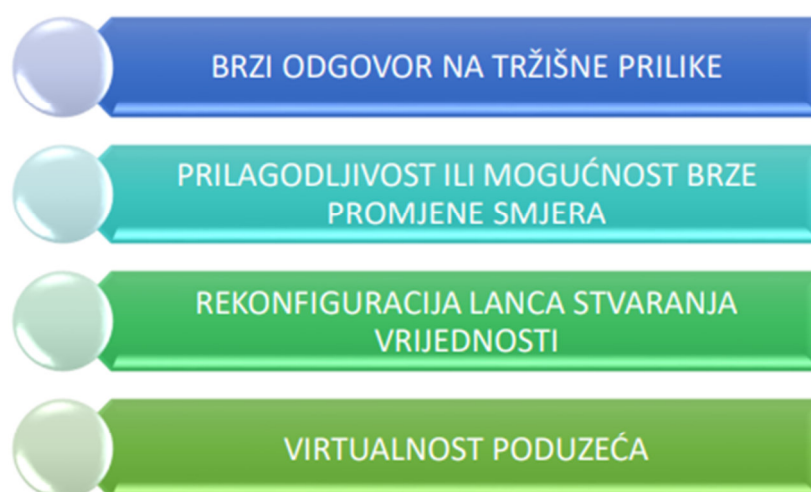 BRZI ODGOVOR NA TRŽIŠNE PRILIKE
PRILAGODLJIVOST ILI MOGUĆNOST BRZE
PROMJENE SMJERA
REKONFIGURACIJA LANCA STVARANJA
VRIJEDNOSTI
VIRTUALNOST PODUZEĆA